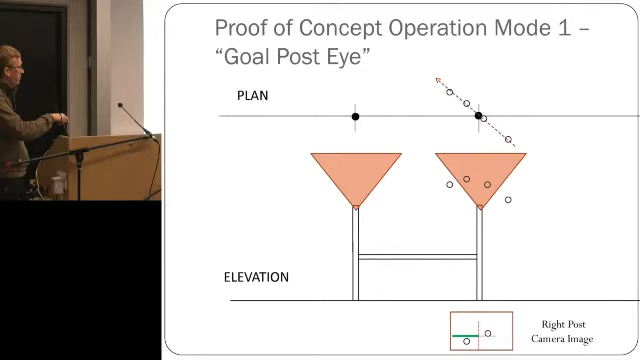 Proof of Concept Operation Mode 1 –
“Goal Post Eye”
PLAN
ELEVATION
Right Post
Camera Image